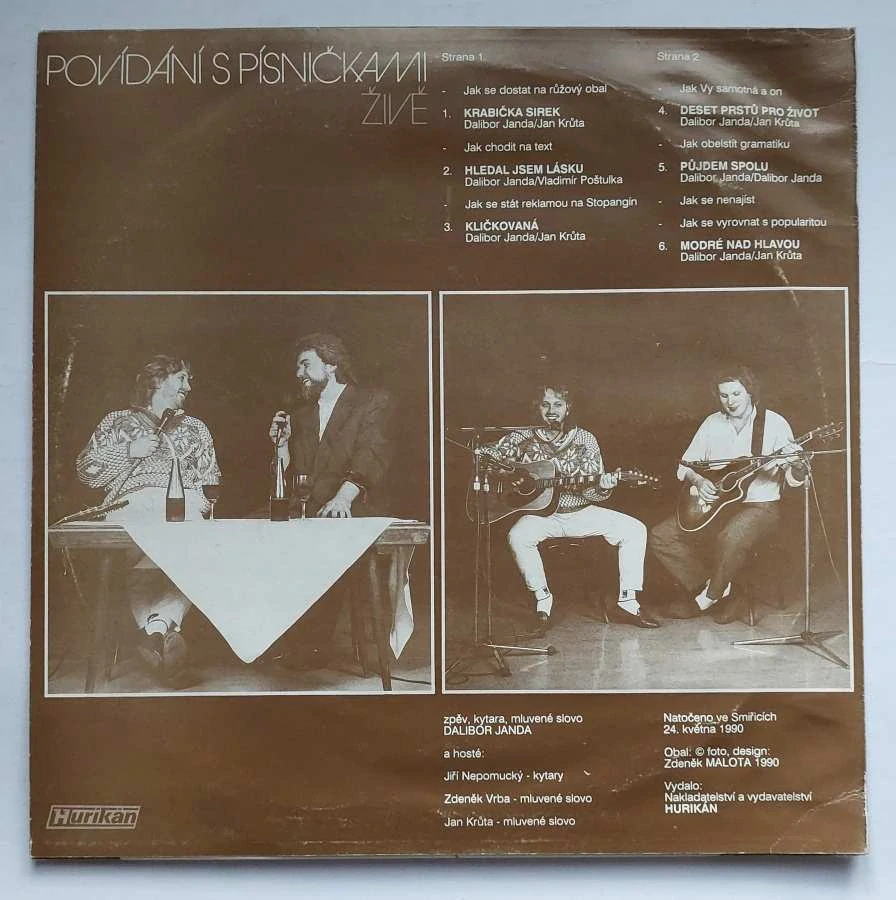 POVÍDÁNÍ S PÍSNIČKAMI
ŽIVĚ
Strana 1.
- Jak se dostat na růžový obal
1. KRABIČKA SIREK
Dalibor Janda/Jan Krůta
- Jak chodit na text
2. HLEDAL JSEM LÁSKU
Dalibor Janda/Vladimír Poštulka
- Jak se stát reklamou na Stopangin
3. KLIČKOVANÁ
Dalibor Janda/Jan Krůta
Strana 2
- Jak Vy samotná a on
4. DESET PRSTŮ PRO ŽIVOT
Dalibor Janda/Jan Krůta
- Jak obelstít gramatiku
5. PŮJDEM SPOLU
Dalibor Janda/Dalibor Janda
- Jak se nenajíst
- Jak se vyrovnat s popularitou
6. MODRÉ NAD HLAVOU
Dalibor Janda/Jan Krůta
zpěv, kytara, mluvené slovo
DALIBOR JANDA
a hosté:
Jiří Nepomucký - kytary
Zdeněk Vrba - mluvené slovo
Jan Krůta - mluvené slovo
Natočeno ve Smiřicích
24. května 1990
Obal: © foto, design:
Zdeněk MALOTA 1990
Vydalo:
Nakladatelství a vydavatelství
HURIKÁN
Hurikán